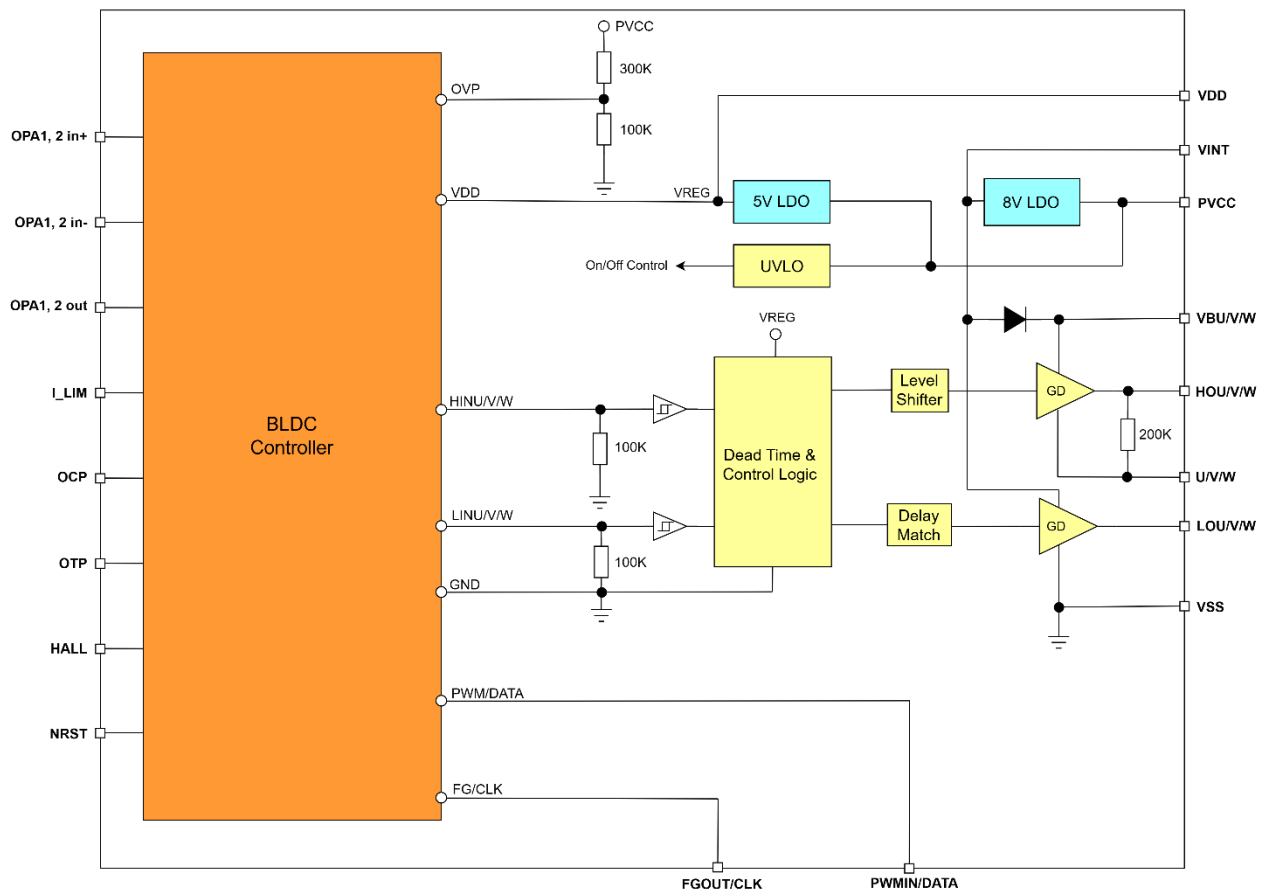 PVCC
300K
OVP
100K
VDD
VREG
5V LDO
8V LDO
On/Off Control
UVLO
VREG
BLDC
Controller
HINU/V/W
100K
LINU/V/W
100K
GND
Dead Time &
Control Logic
Level
Shifter
Delay
Match
GD
200K
GD
PWM/DATA
FG/CLK
OPA1, 2 in+
OPA1, 2 in-
OPA1, 2 out
I_LIM
OCP
OTP
HALL
NRST
VDD
VINT
PVCC
VBU/V/W
HOU/V/W
U/V/W
LOU/V/W
VSS
FGOUT/CLK
PWMIN/DATA